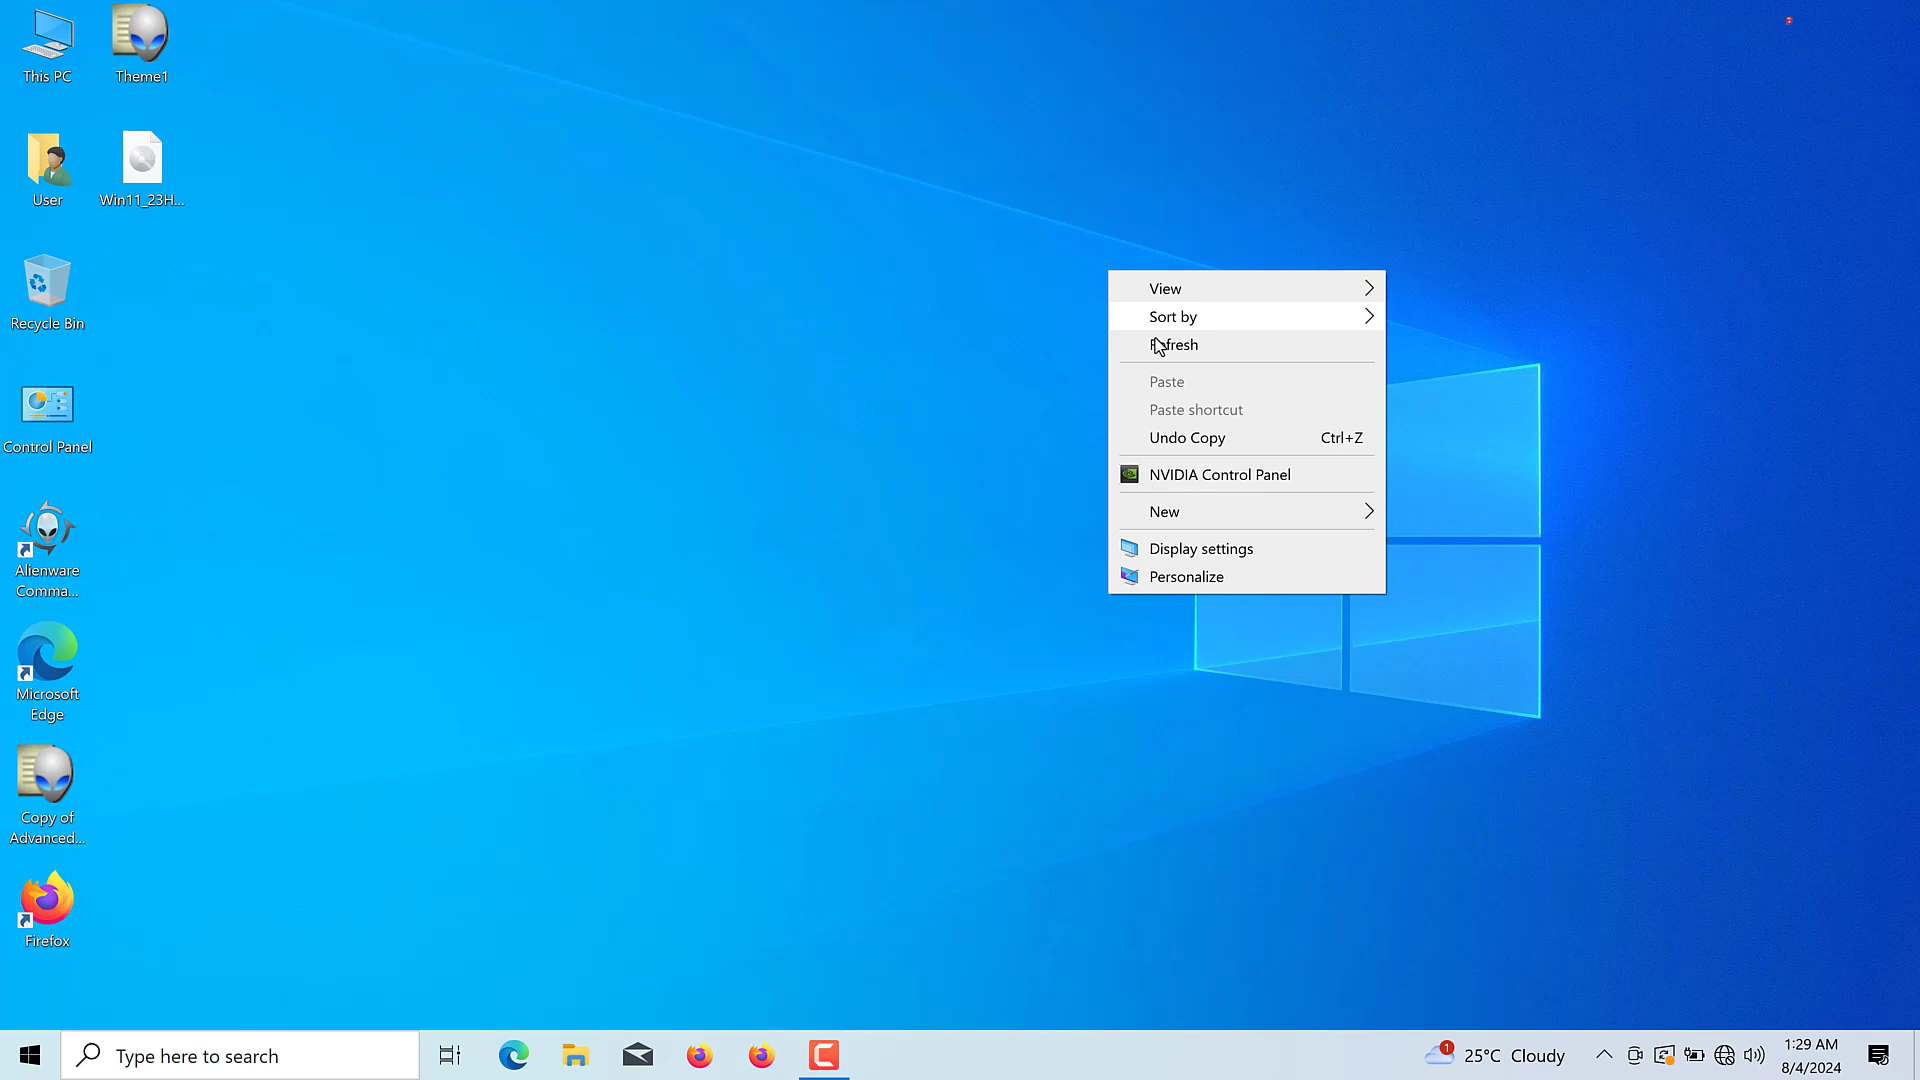 This PC
Theme1
User
Win11_23H...
Recycle Bin
Control Panel
Alienware
Comma...
Microsoft
Edge
Copy of
Advanced...
Firefox
View
Sort by
Refresh
Paste
Paste shortcut
Undo Copy Ctrl+Z
NVIDIA Control Panel
New
Display settings
Personalize
Type here to search
1
25°C Cloudy
1:29 AM
8/4/2024